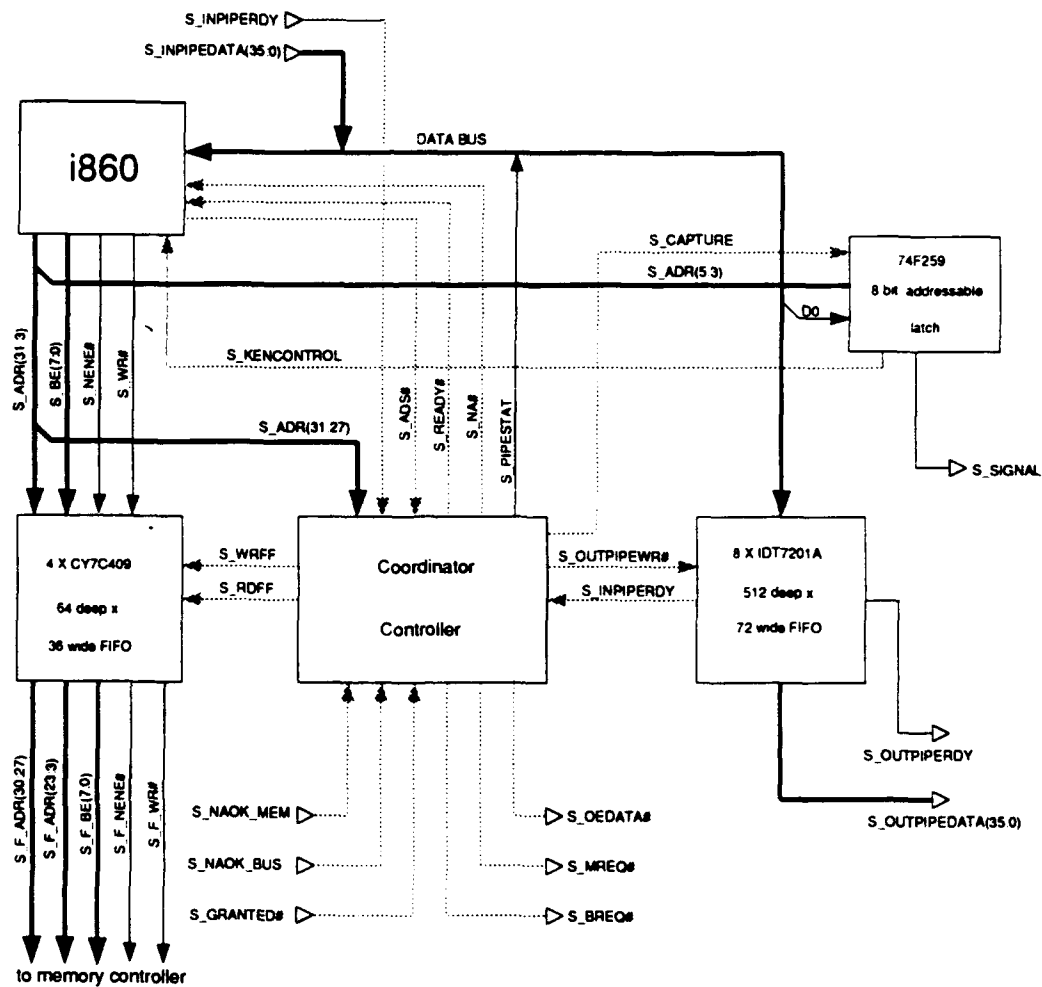 S_INPIPERDY
S_INPIPEDATA(35:0)
i860
DATA BUS
S_CAPTURE
S_ADR(5:3)
74F259
8 bit addressable
latch
D0
S_KENCONTROL
S_ADR(31:3)
S_BE(7:0)
S_NENE#
S_WR#
S_ADR(31:27)
S_ADS#
S_READY#
S_NA#
S_PIPESTAT
S_SIGNAL
4 X CY7C409
64 deep x
36 wide FIFO
S_WRFF
S_RDFF
Coordinator
Controller
S_OUTPIPEWR#
S_INPIPERDY
8 X IDT7201A
512 deep x
72 wide FIFO
S_F_ADR(30:27)
S_F_ADR(23:3)
S_F_BE(7:0)
S_F_NENE#
S_F_WR#
S_OUTPIPERDY
S_OUTPIPEDATA(35:0)
S_NAOK_MEM
S_OEDATA#
S_NAOK_BUS
S_MREQ#
S_GRANTED#
S_BREQ#
to memory controller